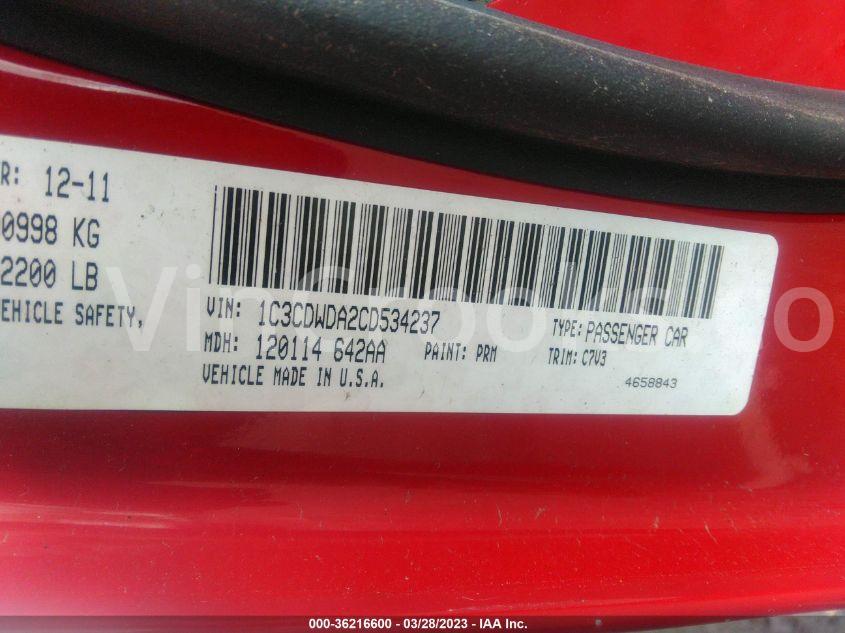 R: 12-11
0998 KG
2200 LB
EHICLE SAFETY,
VIN: 1C3CDWDA2CD534237
TYPE: PASSENGER CAR
MDH: 120114 642AA
PAINT: PRM
TRIM: C7V3
VEHICLE MADE IN U.S.A.
4658843
000-36216600 / 03/28/2023 - IAA Inc.